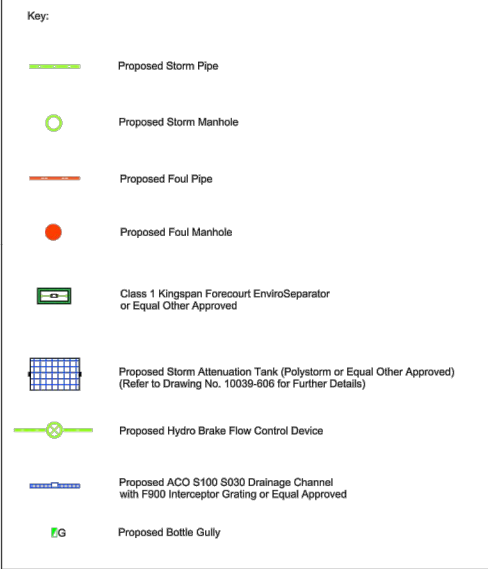 Key:
Proposed Storm Pipe
Proposed Storm Manhole
Proposed Foul Pipe
Proposed Foul Manhole
Class 1 Kingspan Forecourt EnviroSeparator
or Equal Other Approved
Proposed Storm Attenuation Tank (Polystorm or Equal Other Approved)
(Refer to Drawing No. 10039-606 for Further Details)
Proposed Hydro Brake Flow Control Device
Proposed ACO S100 S030 Drainage Channel
with F900 Interceptor Grating or Equal Approved
G
Proposed Bottle Gully